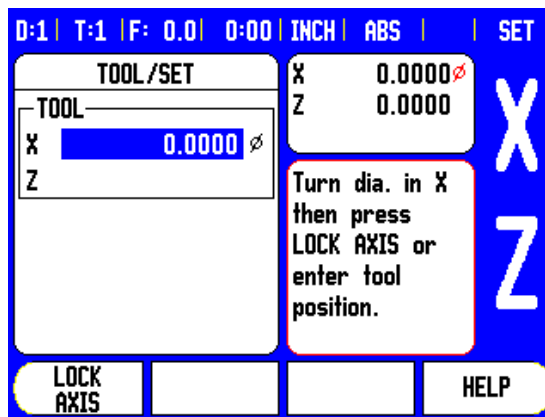 D:1 | T:1 | F: 0.0 | 0:00 | INCH | ABS | | SET
TOOL/SET
TOOL
X 0.0000 ⌀
Z
X 0.0000⌀
Z 0.0000
Turn dia. in X
then press
LOCK AXIS or
enter tool
position.
X
Z
LOCK
AXIS
HELP